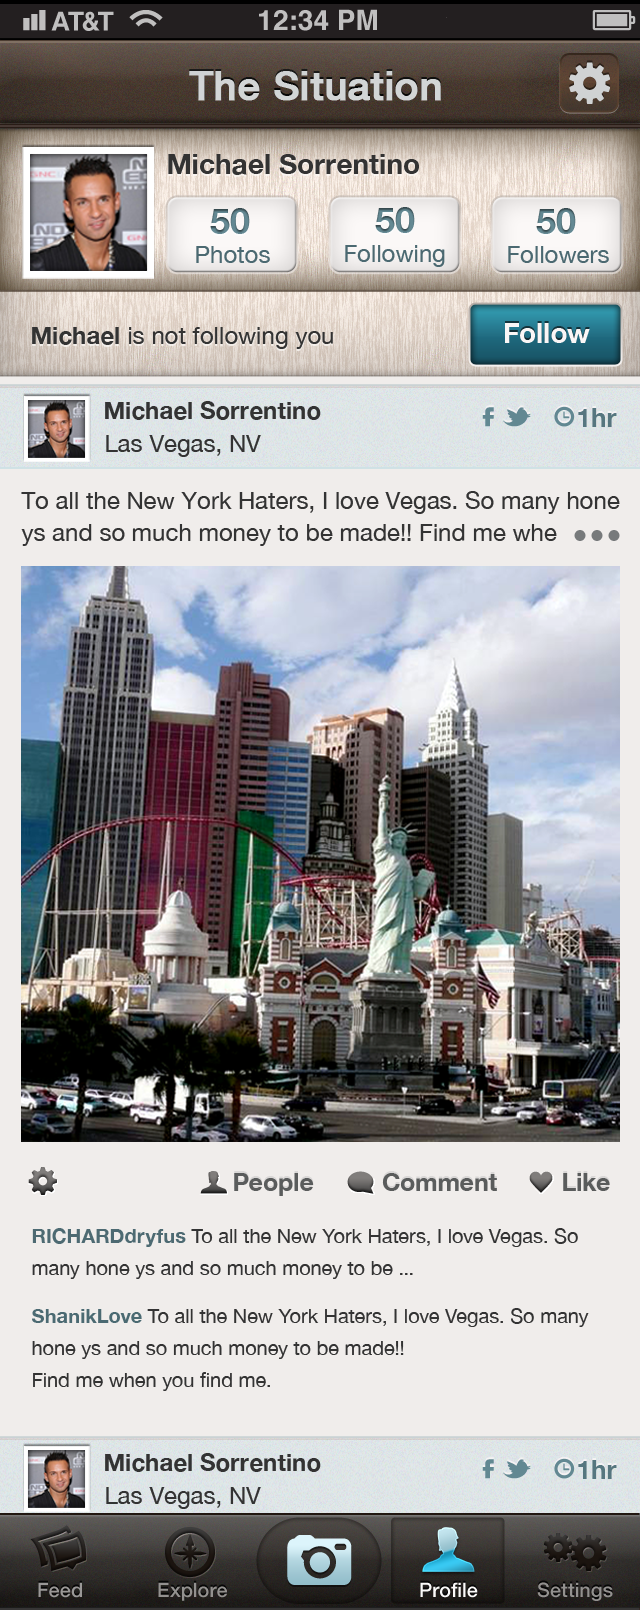 AT&T 12:34 PM
The Situation
Michael Sorrentino
50 50 50
Photos Following Followers
Michael is not following you Follow
Michael Sorrentino 1hr
Las Vegas, NV
To all the New York Haters, I love Vegas. So many hone
ys and so much money to be made!! Find me whe
People Comment Like
RICHARDdryfus To all the New York Haters, I love Vegas. So
many hone ys and so much money to be ...
ShanikLove To all the New York Haters, I love Vegas. So many
hone ys and so much money to be made!!
Find me when you find me.
Michael Sorrentino 1hr
Las Vegas, NV
Feed Explore Profile Settings